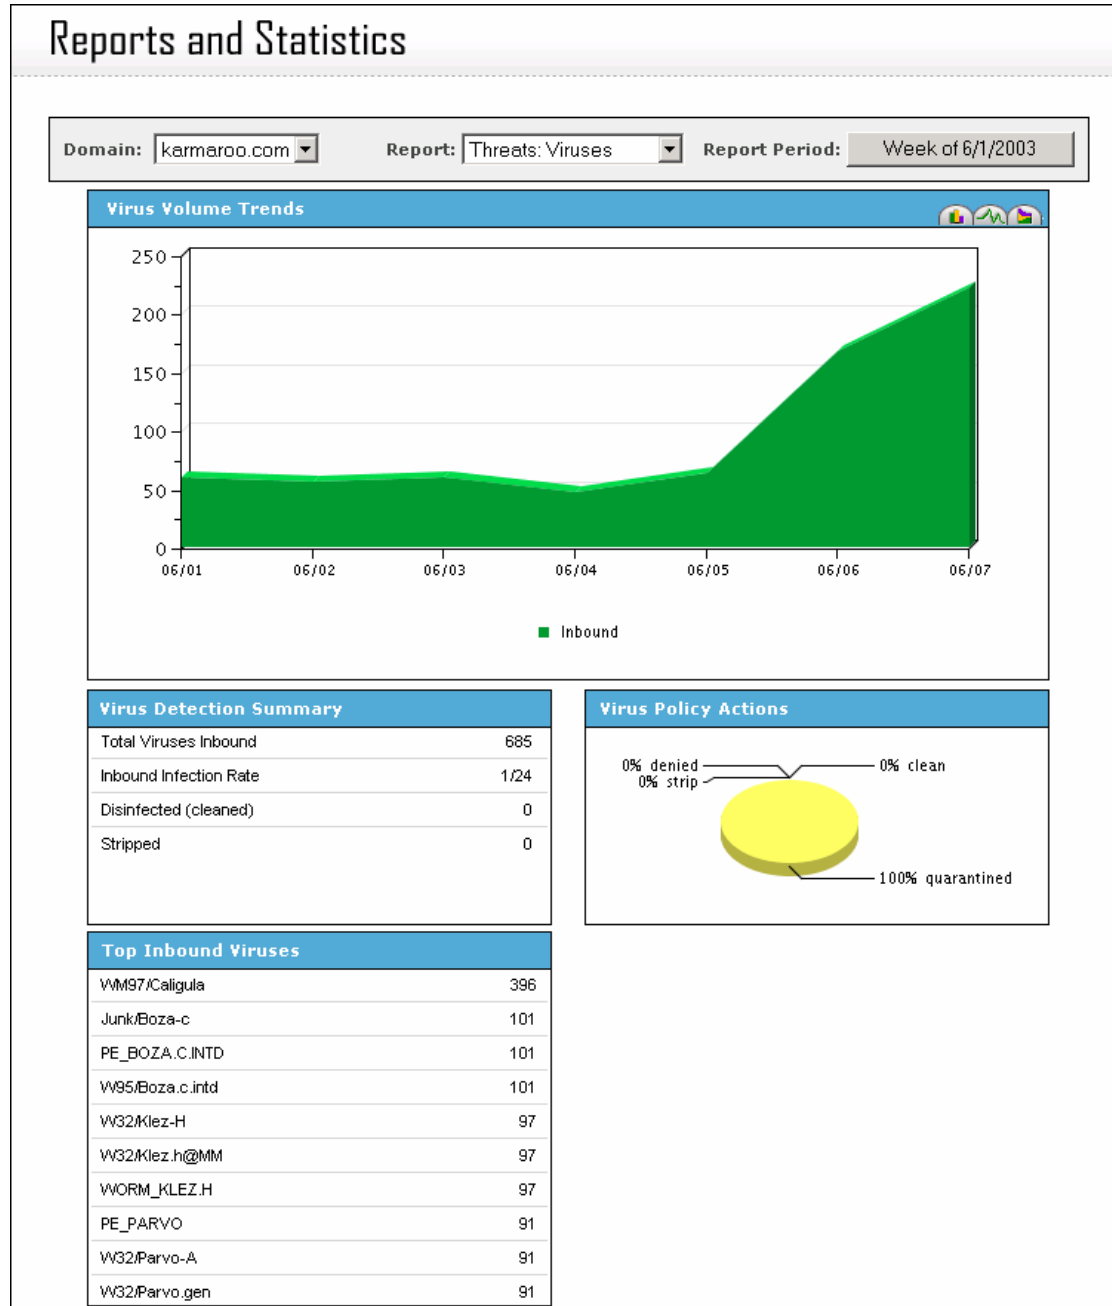 Reports and Statistics
Domain: karmaroo.com Report: Threats: Viruses Report Period: Week of 6/1/2003
Virus Volume Trends
250
200
150
100
50
0
06/01 06/02 06/03 06/04 06/05 06/06 06/07
Inbound
Virus Detection Summary
Total Viruses Inbound 685
Inbound Infection Rate 1/24
Disinfected (cleaned) 0
Stripped 0
Virus Policy Actions
0% denied 0% clean
0% strip
100% quarantined
Top Inbound Viruses
WM97/Caligula 396
Junk/Boza-c 101
PE_BOZA.C.INTD 101
W95/Boza.c.intd 101
W32/Klez-H 97
W32/Klez.h@MM 97
WORM_KLEZ.H 97
PE_PARVO 91
W32/Parvo-A 91
W32/Parvo.gen 91